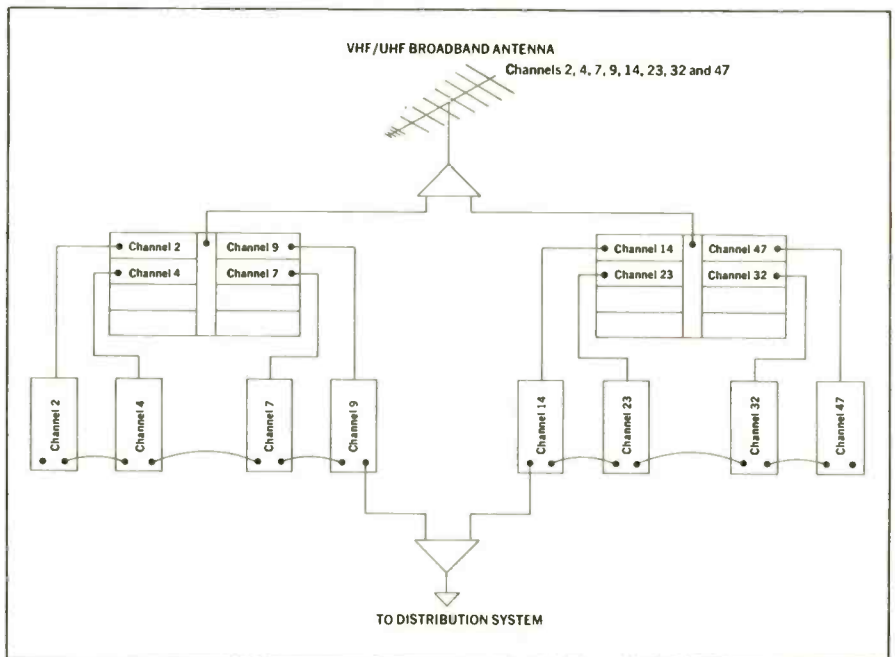 VHF/UHF BROADBAND ANTENNA
Channels 2, 4, 7, 9, 14, 23, 32 and 47
Channel 2
Channel 9
Channel 4
Channel 7
Channel 14
Channel 47
Channel 23
Channel 32
Channel 2
Channel 4
Channel 7
Channel 9
Channel 14
Channel 23
Channel 32
Channel 47
TO DISTRIBUTION SYSTEM